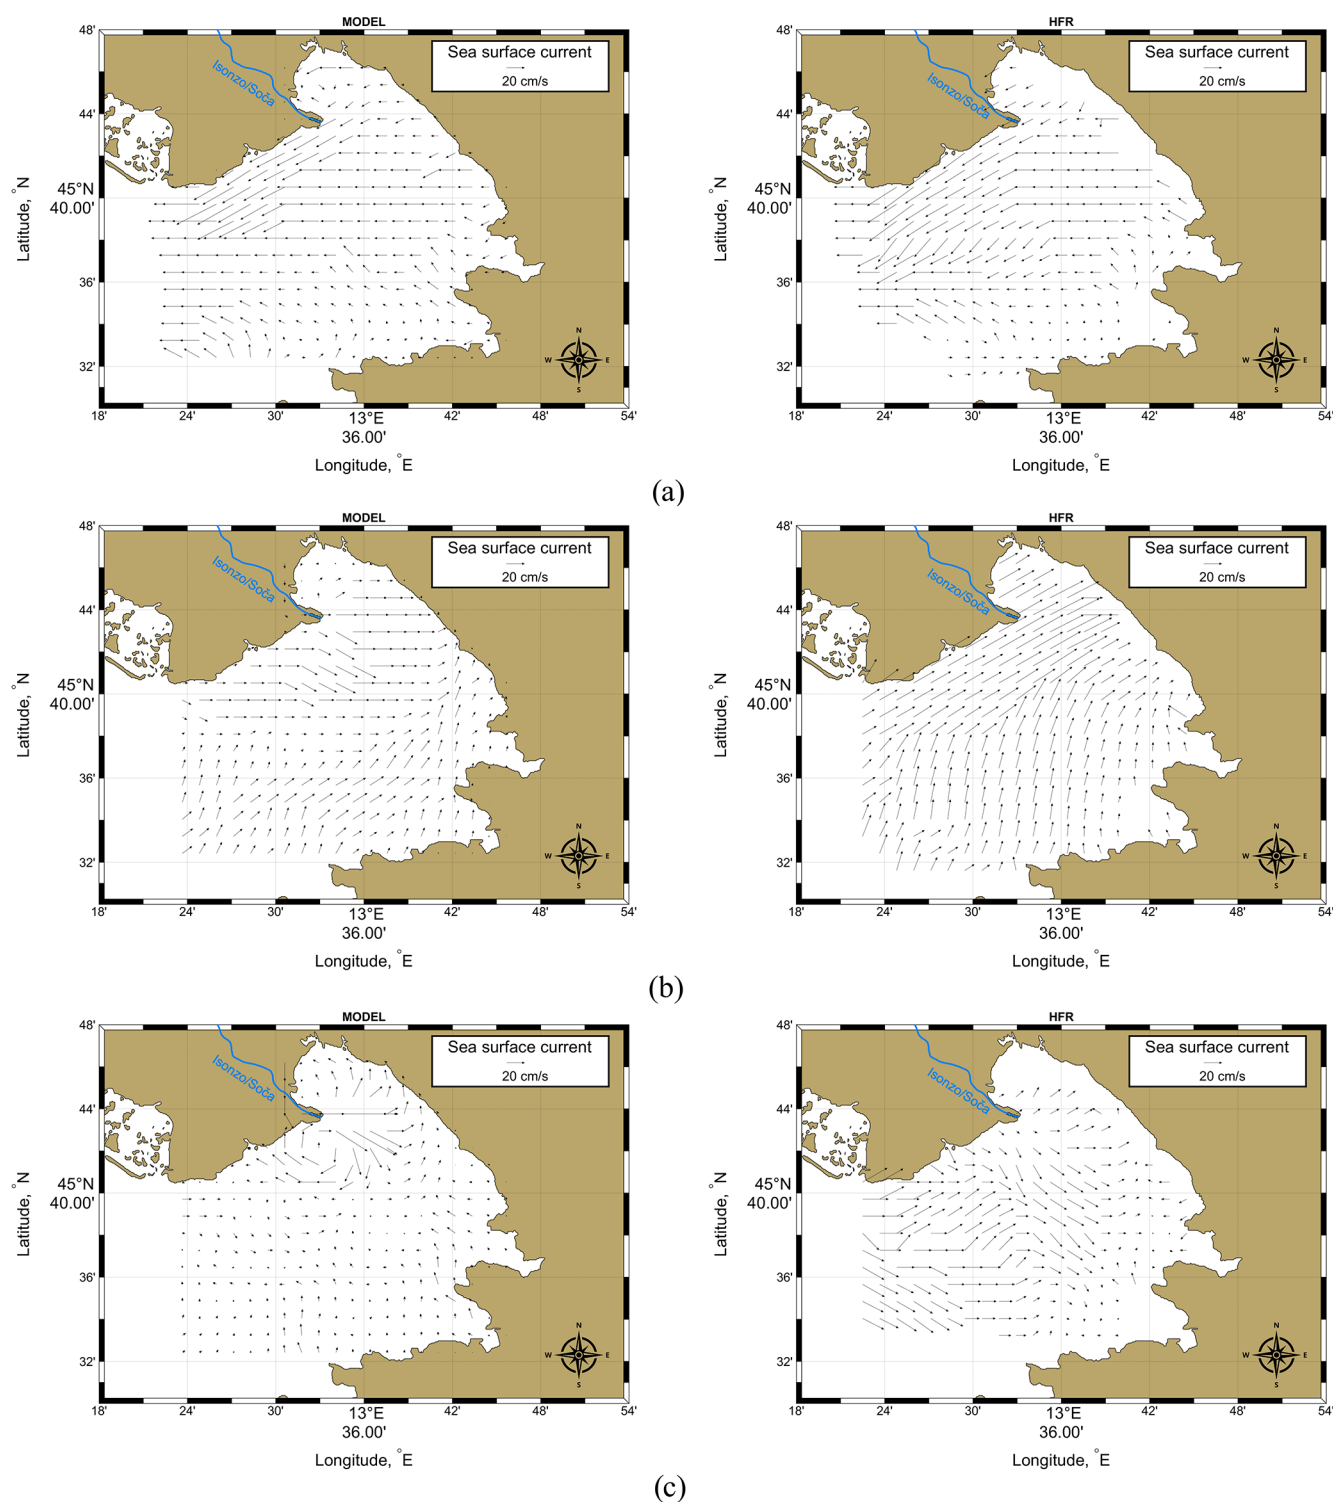 MODEL
48'
Sea surface current
20 cm/s
Isonzo/Soča
44'
45°N
40.00'
36'
32'
N
W E
S
18' 24' 30' 13°E 42' 48' 54'
36.00'
Latitude, °N
Longitude, °E
HFR
Sea surface current
20 cm/s
Isonzo/Soča
44'
45°N
40.00'
36'
32'
N
W E
S
48'
18' 24' 30' 13°E 42' 48' 54'
36.00'
Latitude, °N
Longitude, °E
(a)
MODEL
48'
Sea surface current
20 cm/s
Isonzo/Soča
44'
45°N
40.00'
36'
32'
N
W E
S
18' 24' 30' 13°E 42' 48' 54'
36.00'
Latitude, °N
Longitude, °E
HFR
48'
Sea surface current
20 cm/s
Isonzo/Soča
44'
45°N
40.00'
36'
32'
N
W E
S
18' 24' 30' 13°E 42' 48' 54'
36.00'
Latitude, °N
Longitude, °E
(b)
MODEL
48'
Sea surface current
20 cm/s
Isonzo/Soča
44'
45°N
40.00'
36'
32'
N
W E
S
18' 24' 30' 13°E 42' 48' 54'
36.00'
Latitude, °N
Longitude, °E
HFR
48'
Sea surface current
20 cm/s
Isonzo/Soča
44'
45°N
40.00'
36'
32'
N
W E
S
18' 24' 30' 13°E 42' 48' 54'
36.00'
Latitude, °N
Longitude, °E
(c)